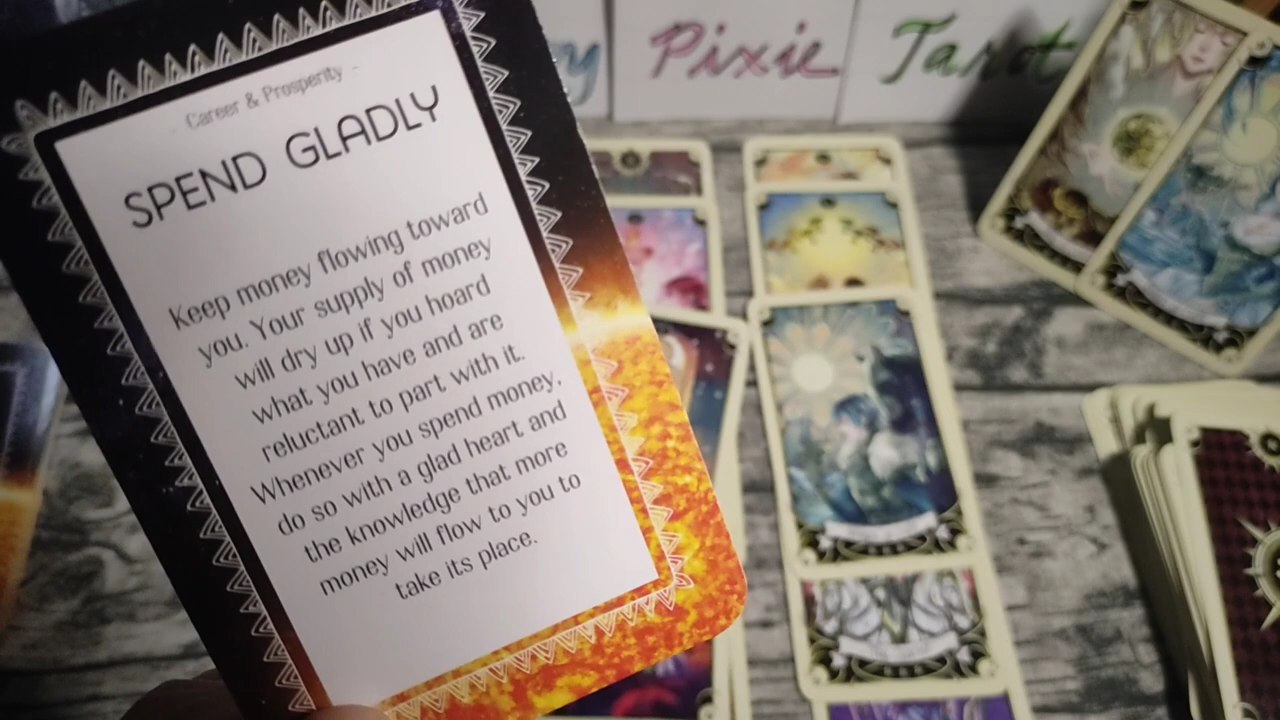 - Career & Prosperity -
SPEND GLADLY
Keep money flowing toward
you. Your supply of money
will dry up if you hoard
what you have and are
reluctant to part with it.
Whenever you spend money,
do so with a glad heart and
the knowledge that more
money will flow to you to
take its place.
Pixie Tarot